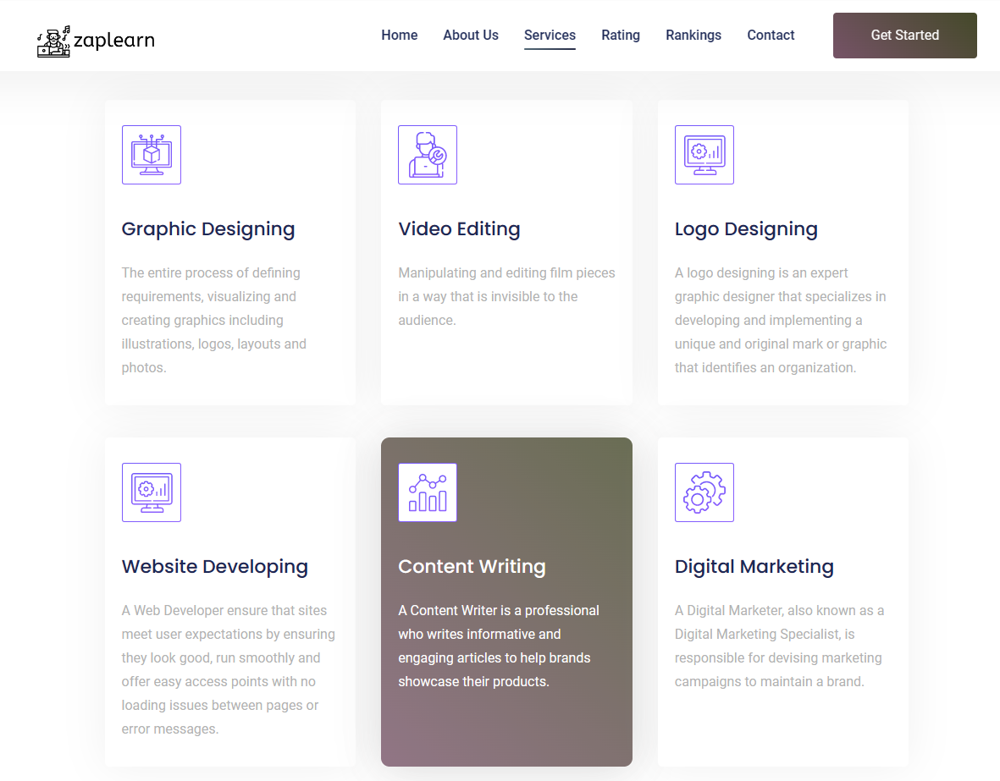 zaplearn
Home About Us Services Rating Rankings Contact Get Started
Graphic Designing
The entire process of defining
requirements, visualizing and
creating graphics including
illustrations, logos, layouts and
photos.
Video Editing
Manipulating and editing film pieces
in a way that is invisible to the
audience.
Logo Designing
A logo designing is an expert
graphic designer that specializes in
developing and implementing a
unique and original mark or graphic
that identifies an organization.
Website Developing
A Web Developer ensure that sites
meet user expectations by ensuring
they look good, run smoothly and
offer easy access points with no
loading issues between pages or
error messages.
Content Writing
A Content Writer is a professional
who writes informative and
engaging articles to help brands
showcase their products.
Digital Marketing
A Digital Marketer, also known as a
Digital Marketing Specialist, is
responsible for devising marketing
campaigns to maintain a brand.